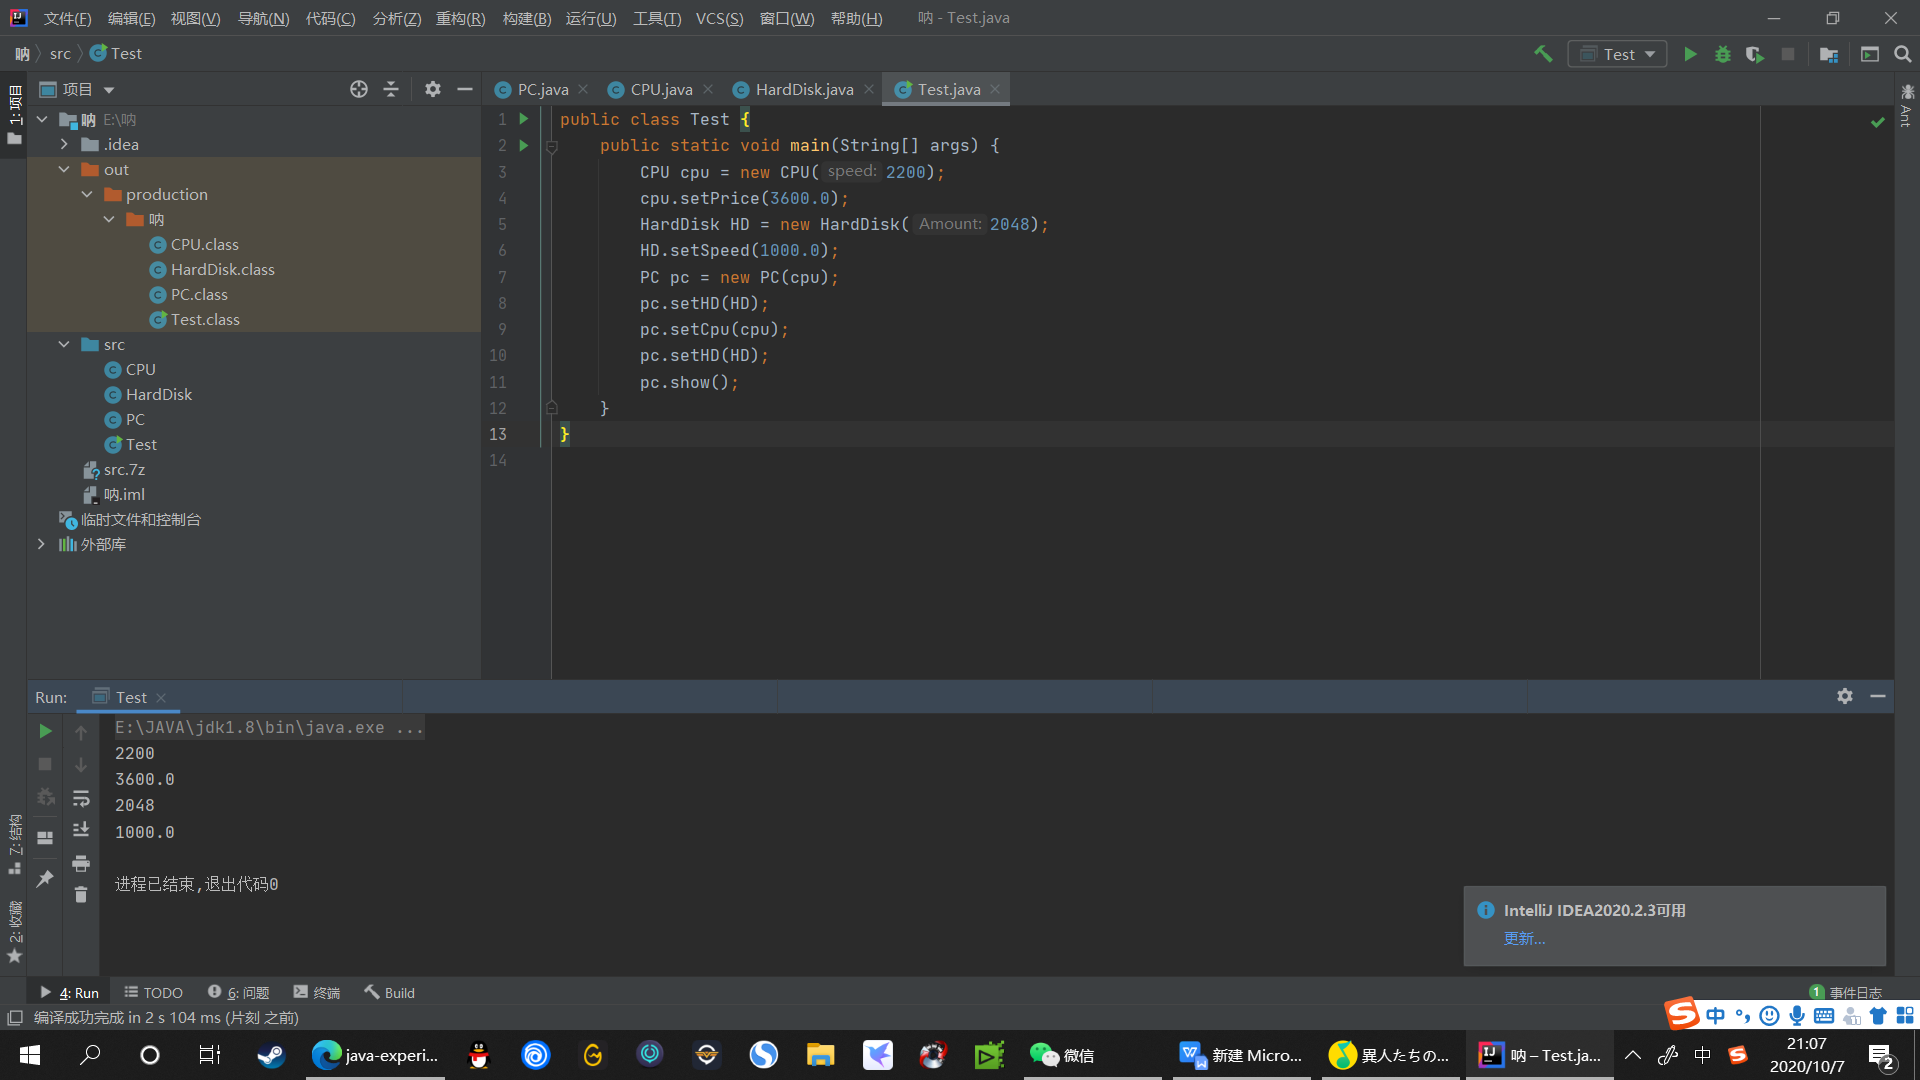 文件(F) 编辑(E) 视图(V) 导航(N) 代码(C) 分析(Z) 重构(R) 构建(B) 运行(U) 工具(T) VCS(S) 窗口(W) 帮助(H) 呐 - Test.java
呐 src Test
Test
1: 项目
项目
PC.java CPU.java HardDisk.java Test.java
Ant
呐 E:\呐
.idea
out
production
呐
CPU.class
HardDisk.class
PC.class
Test.class
src
CPU
HardDisk
PC
Test
src.7z
呐.iml
临时文件和控制台
外部库
1 public class Test {
2 public static void main(String[] args) {
3 CPU cpu = new CPU( speed: 2200);
4 cpu.setPrice(3600.0);
5 HardDisk HD = new HardDisk( Amount: 2048);
6 HD.setSpeed(1000.0);
7 PC pc = new PC(cpu);
8 pc.setHD(HD);
9 pc.setCpu(cpu);
10 pc.setHD(HD);
11 pc.show();
12 }
13 }
14
Run: Test
E:\JAVA\jdk1.8\bin\java.exe ...
2200
3600.0
2048
1000.0
进程已结束,退出代码0
Z: 结构
2: 收藏
IntelliJ IDEA2020.2.3可用
更新...
4: Run TODO 6: 问题 终端 Build
1 事件日志
编译成功完成 in 2 s 104 ms (片刻 之前)
中
java-experi... 微信 新建 Micro... 異人たちの... 呐 – Test.ja...
中
21:07
2020/10/7
2